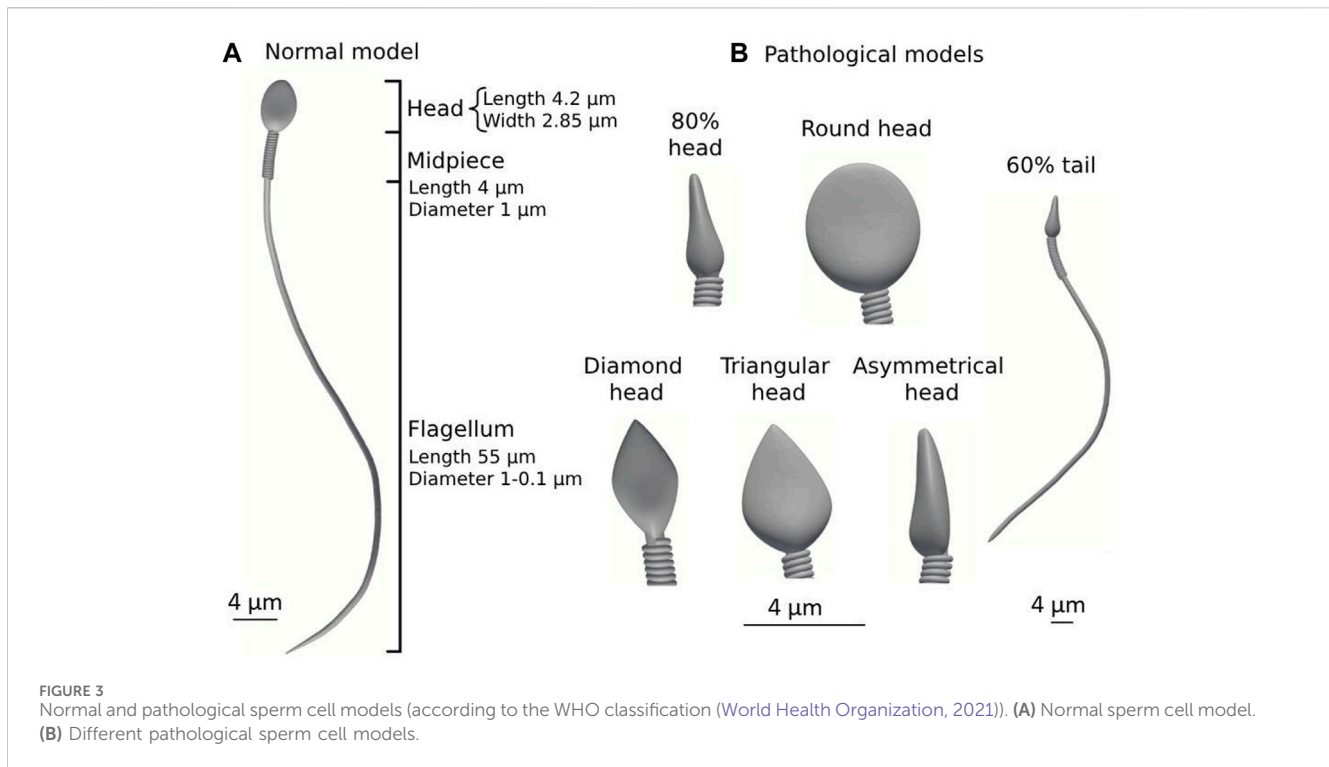 A Normal model
Head
Length 4.2 µm
Width 2.85 µm
Midpiece
Length 4 µm
Diameter 1 µm
Flagellum
Length 55 µm
Diameter 1-0.1 µm
4 µm
B Pathological models
80%
head
Round head
60% tail
Diamond
head
Triangular
head
Asymmetrical
head
4 µm
4 µm
FIGURE 3
Normal and pathological sperm cell models (according to the WHO classification (World Health Organization, 2021)). (A) Normal sperm cell model.
(B) Different pathological sperm cell models.